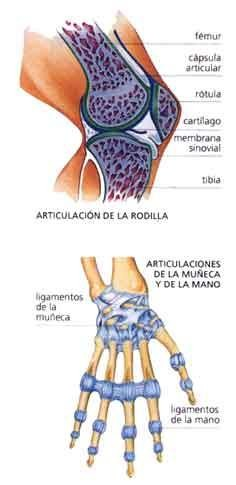 fémur
cápsula
articular
rótula
cartílago
membrana
sinovial
tibia
ARTICULACIÓN DE LA RODILLA
ARTICULACIONES
DE LA MUÑECA
Y DE LA MANO
ligamentos
de la
muñeca
ligamentos
de la mano